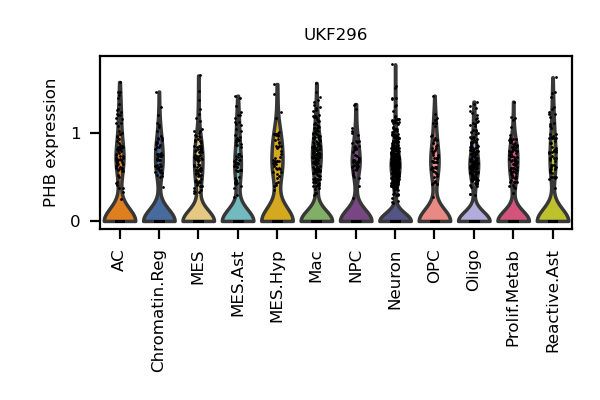 UKF296
PHB expression
1
0
AC
Chromatin.Reg
MES
MES.Ast
MES.Hyp
Mac
NPC
Neuron
OPC
Oligo
Prolif.Metab
Reactive.Ast